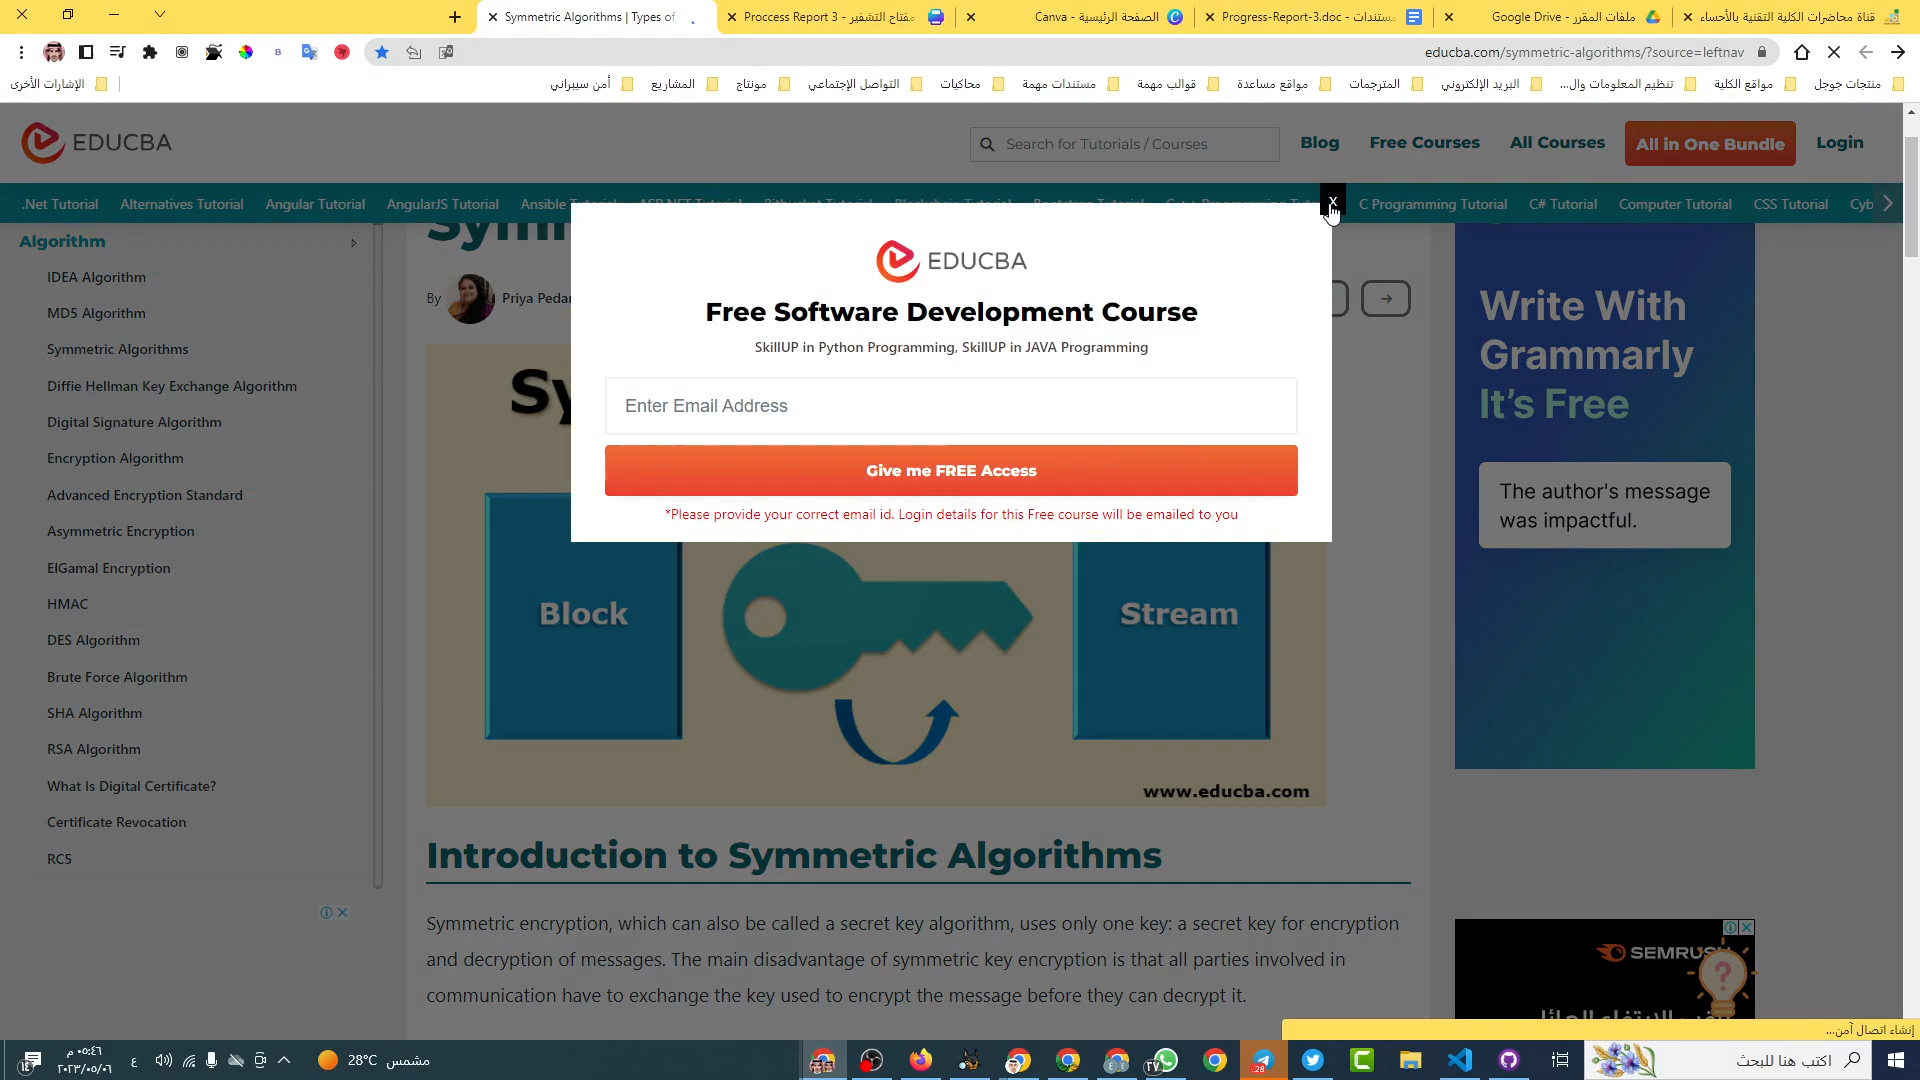 Symmetric Algorithms | Types of
Proccess Report 3 - مفتاح التشفير
الصفحة الرئيسية - Canva
Progress-Report-3.doc - مستندات
ملفات المقرر - Google Drive
قناة محاضرات الكلية التقنية بالأحساء
educba.com/symmetric-algorithms/?source=leftnav
منتجات جوجل
مواقع الكلية
تنظيم المعلومات وال...
البريد الإلكتروني
المترجمات
مواقع مساعدة
قوالب مهمة
مستندات مهمة
محاكيات
التواصل الإجتماعي
مونتاج
المشاريع
أمن سيبراني
الإشارات الأخرى
EDUCBA
Search for Tutorials / Courses
Blog
Free Courses
All Courses
All in One Bundle
Login
.Net Tutorial
Alternatives Tutorial
Angular Tutorial
AngularJS Tutorial
Ansible
C Programming Tutorial
C# Tutorial
Computer Tutorial
CSS Tutorial
Cyb
Algorithm
IDEA Algorithm
MD5 Algorithm
Symmetric Algorithms
Diffie Hellman Key Exchange Algorithm
Digital Signature Algorithm
Encryption Algorithm
Advanced Encryption Standard
Asymmetric Encryption
ElGamal Encryption
HMAC
DES Algorithm
Brute Force Algorithm
SHA Algorithm
RSA Algorithm
What Is Digital Certificate?
Certificate Revocation
RC5
By Priya Pedam
x
EDUCBA
Free Software Development Course
SkillUP in Python Programming, SkillUP in JAVA Programming
Enter Email Address
Give me FREE Access
*Please provide your correct email id. Login details for this Free course will be emailed to you
Sy
Block
Stream
www.educba.com
Introduction to Symmetric Algorithms
Symmetric encryption, which can also be called a secret key algorithm, uses only one key: a secret key for encryption
and decryption of messages. The main disadvantage of symmetric key encryption is that all parties involved in
communication have to exchange the key used to encrypt the message before they can decrypt it.
Write With
Grammarly
It's Free
The author's message
was impactful.
SEMRUSH
إنشاء اتصال آمن...
اكتب هنا للبحث
28°C مشمس
ع
٠٥:٤٦ م
٢٠٢٣/٠٥/٠٦